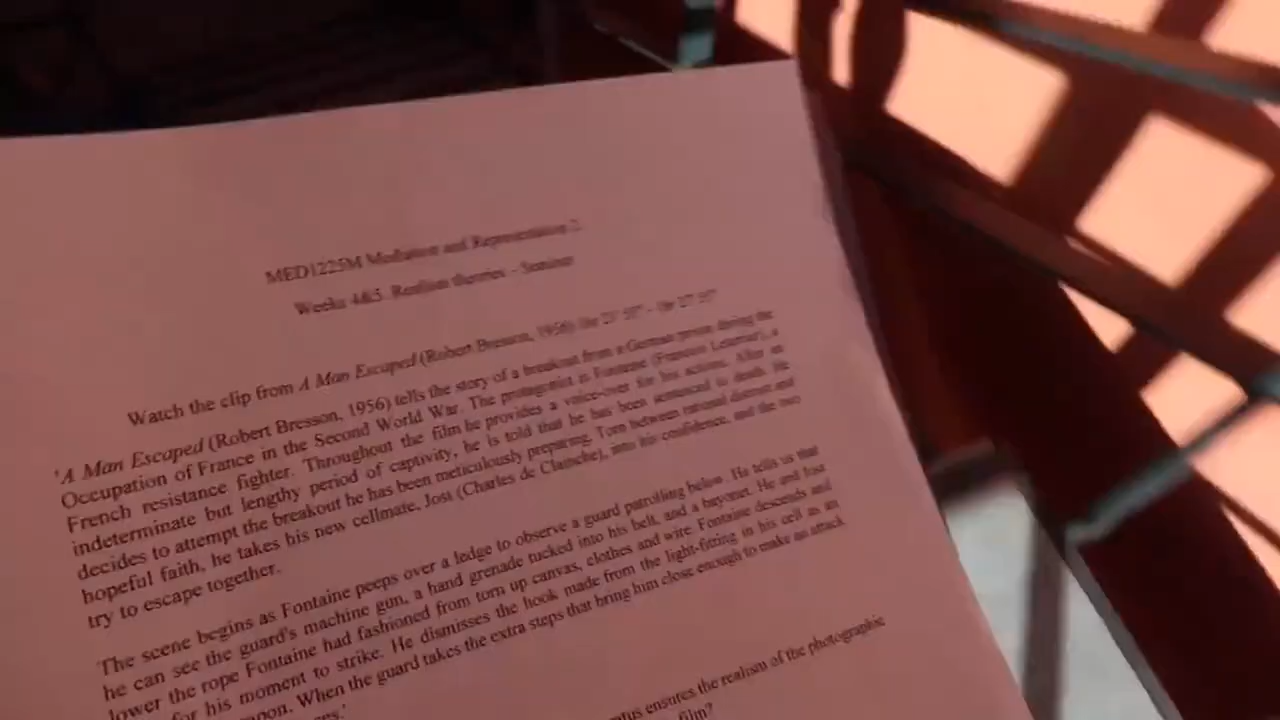 MED1225M Mediation and Representation 2
Weeks 4&5 Realism theories – Seminar
Watch the clip from A Man Escaped (Robert Bresson, 1956)
'A Man Escaped (Robert Bresson, 1956) tells the story of a breakout from a German prison during the
Occupation of France in the Second World War. The protagonist is Fontaine (Francois Leterrier), a
French resistance fighter. Throughout the film he provides a voice-over for his actions. After an
indeterminate but lengthy period of captivity, he is told that he has been sentenced to death. He
decides to attempt the breakout he has been meticulously preparing. Torn between rational distrust and
hopeful faith, he takes his new cellmate, Jost (Charles de Clainche), into his confidence, and the two
try to escape together.
The scene begins as Fontaine peeps over a ledge to observe a guard patrolling below. He tells us that
he can see the guard's machine gun, a hand grenade tucked into his belt, and a bayonet. He and Jost
lower the rope Fontaine had fashioned from torn up canvas, clothes and wire. Fontaine descends and
for his moment to strike. He dismisses the hook made from the light-fitting in his cell as an
When the guard takes the extra steps that bring him close enough to make an attack
ensures the realism of the photographic
film?